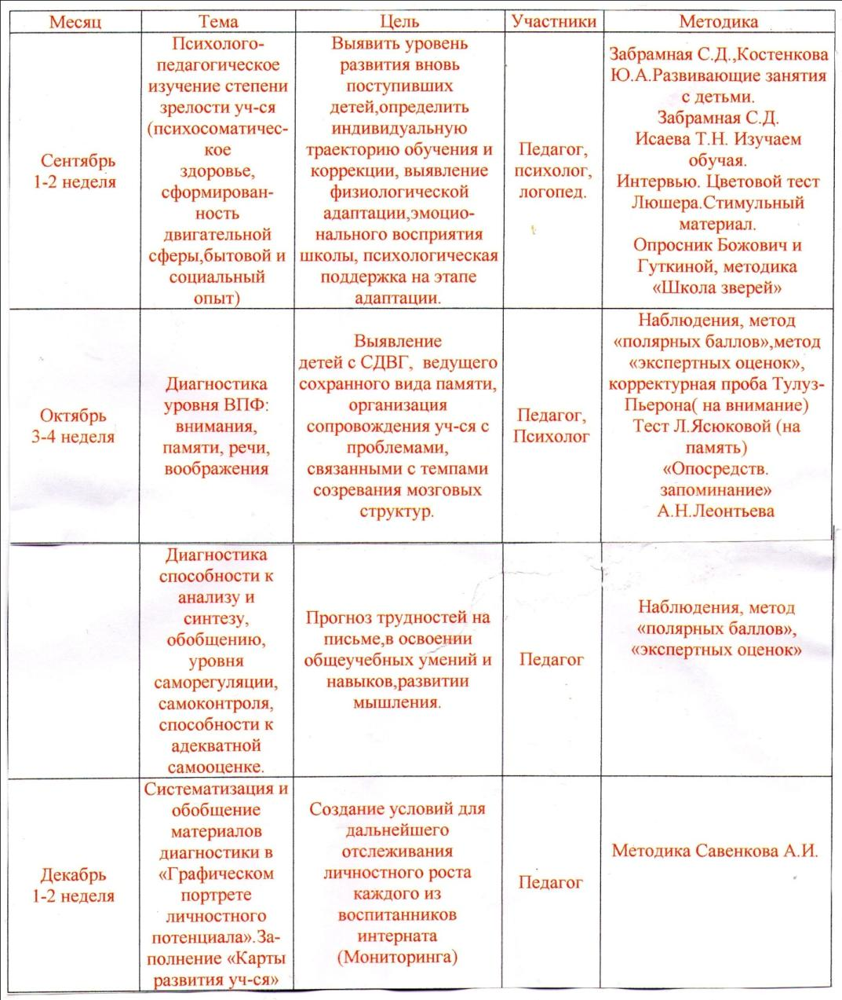 Месяц
Тема
Цель
Участники
Методика
Сентябрь
1-2 неделя
Психолого-
педагогическое
изучение степени
зрелости уч-ся
(психосоматичес-
кое
здоровье,
сформирован-
ность
двигательной
сферы,бытовой и
социальный
опыт)
Выявить уровень
развития вновь
поступивших
детей,определить
индивидуальную
траекторию обучения и
коррекции, выявление
физиологической
адаптации,эмоцио-
нального восприятия
школы, психологическая
поддержка на этапе
адаптации.
Педагог,
психолог,
логопед.
Забрамная С.Д.,Костенкова
Ю.А.Развивающие занятия
с детьми.
Забрамная С.Д.
Исаева Т.Н. Изучаем
обучая.
Интервью. Цветовой тест
Люшера.Стимульный
материал.
Опросник Божович и
Гуткиной, методика
«Школа зверей»
Октябрь
3-4 неделя
Диагностика
уровня ВПФ:
внимания,
памяти, речи,
воображения
Выявление
детей с СДВГ, ведущего
сохранного вида памяти,
организация
сопровождения уч-ся с
проблемами,
связанными с темпами
созревания мозговых
структур.
Педагог,
Психолог
Наблюдения, метод
«полярных баллов»,метод
«экспертных оценок»,
корректурная проба Тулуз-
Пьерона( на внимание)
Тест Л.Ясюковой (на
память)
«Опосредств.
запоминание»
А.Н.Леонтьева
Диагностика
способности к
анализу и
синтезу,
обобщению,
уровня
саморегуляции,
самоконтроля,
способности к
адекватной
самооценке.
Прогноз трудностей на
письме,в освоении
общеучебных умений и
навыков,развитии
мышления.
Педагог
Наблюдения, метод
«полярных баллов»,
«экспертных оценок»
Декабрь
1-2 неделя
Систематизация и
обобщение
материалов
диагностики в
«Графическом
портрете
личностного
потенциала».За-
полнение «Карты
развития уч-ся»
Создание условий для
дальнейшего
отслеживания
личностного роста
каждого из
воспитанников
интерната
(Мониторинга)
Педагог
Методика Савенкова А.И.